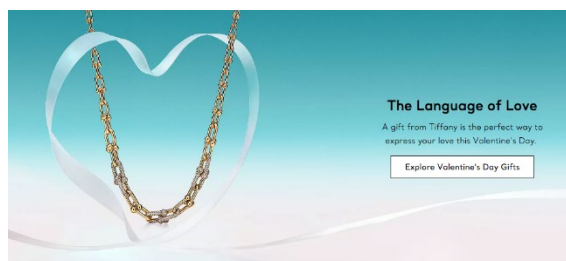 The Language of Love
A gift from Tiffany is the perfect way to
express your love this Valentine's Day.
Explore Valentine's Day Gifts